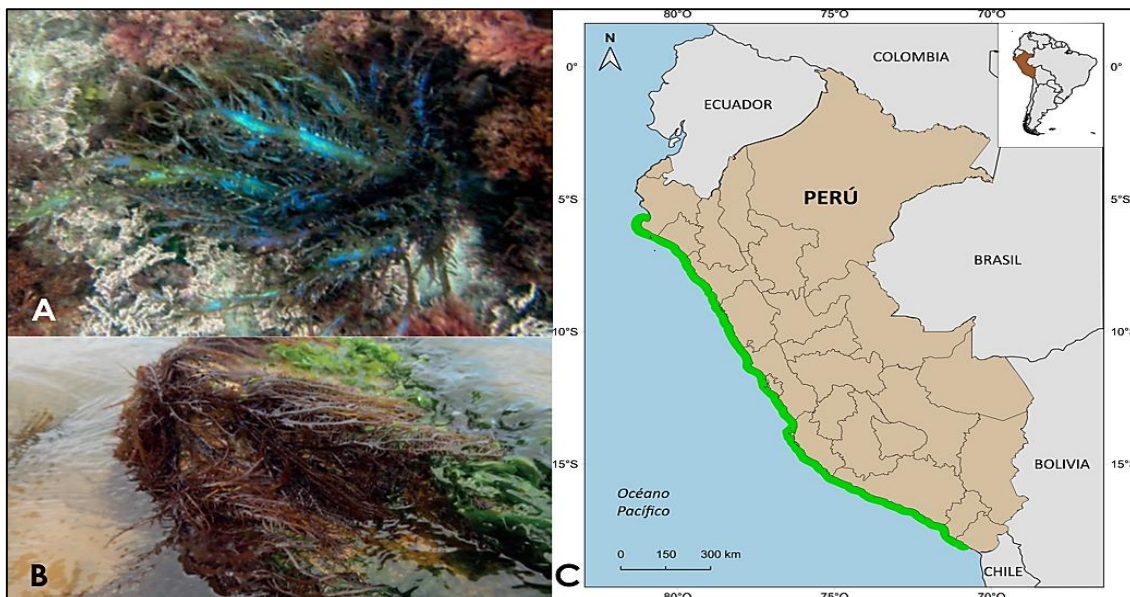 A
B
C
80°O 75°O 70°O
N
0°
5°S
10°S
15°S
COLOMBIA
ECUADOR
PERÚ
BRASIL
BOLIVIA
CHILE
Océano
Pacífico
0 150 300 km
80°O 75°O 70°O
0°
5°S
10°S
15°S